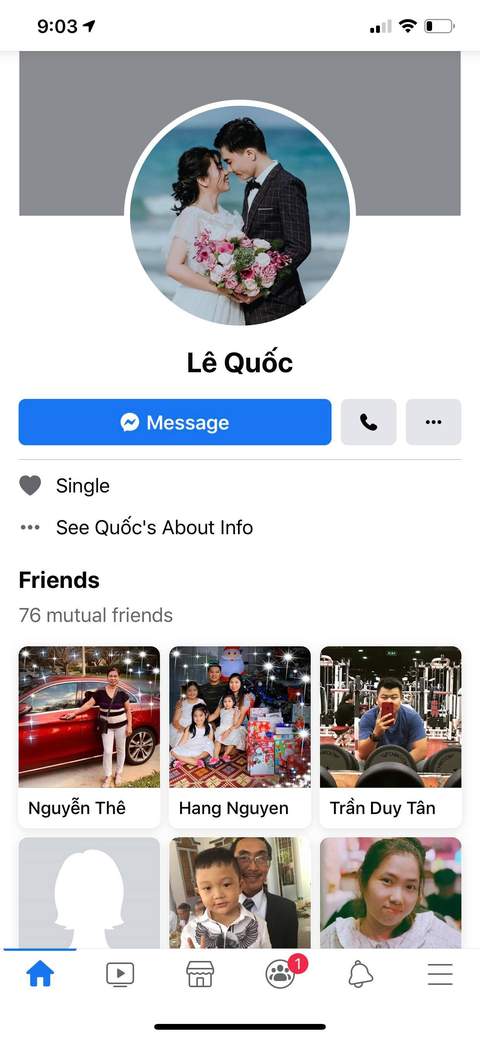 9:03
Lê Quốc
Message
Single
See Quốc's About Info
Friends
76 mutual friends
Nguyễn Thê
Hang Nguyen
Trần Duy Tân
1